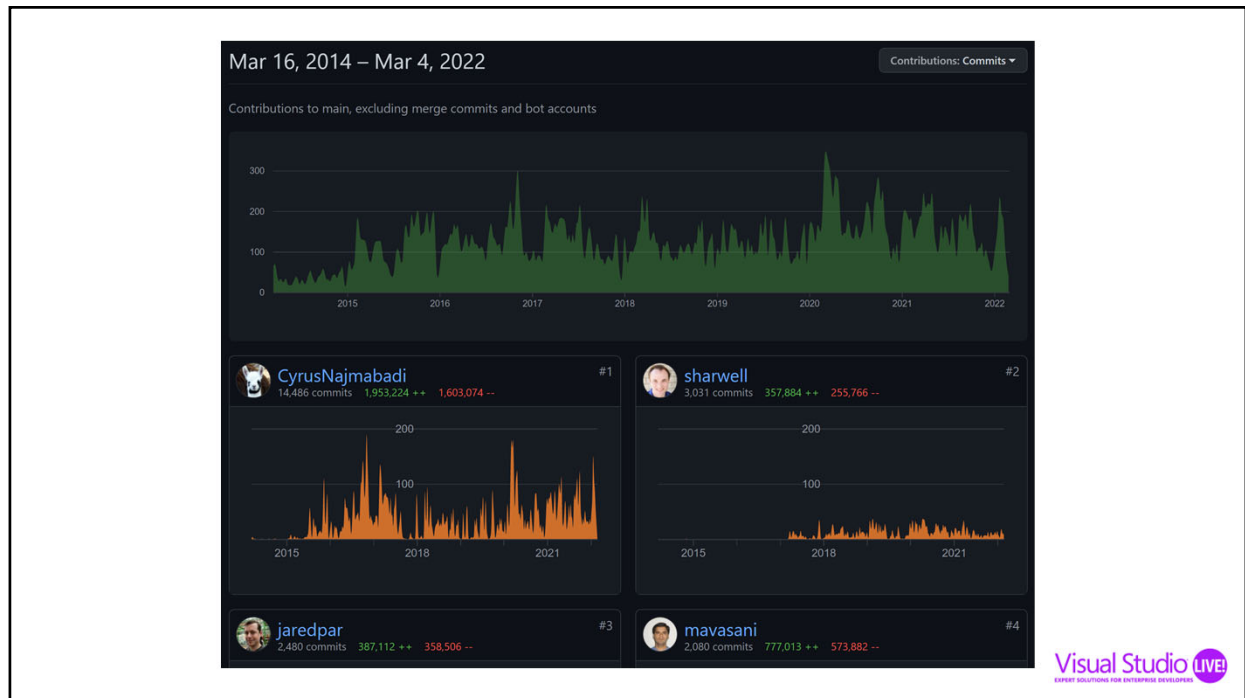 Mar 16, 2014 – Mar 4, 2022
Contributions: Commits
Contributions to main, excluding merge commits and bot accounts
300
200
100
0
2015 2016 2017 2018 2019 2020 2021 2022
CyrusNajmabadi #1
14,486 commits 1,953,224 ++ 1,603,074 --
200
100
2015 2018 2021
sharwell #2
3,031 commits 357,884 ++ 255,766 --
200
100
2015 2018 2021
jaredpar #3
2,480 commits 387,112 ++ 358,506 --
mavasani #4
2,080 commits 777,013 ++ 573,882 --
Visual Studio LIVE!
EXPERT SOLUTIONS FOR ENTERPRISE DEVELOPERS